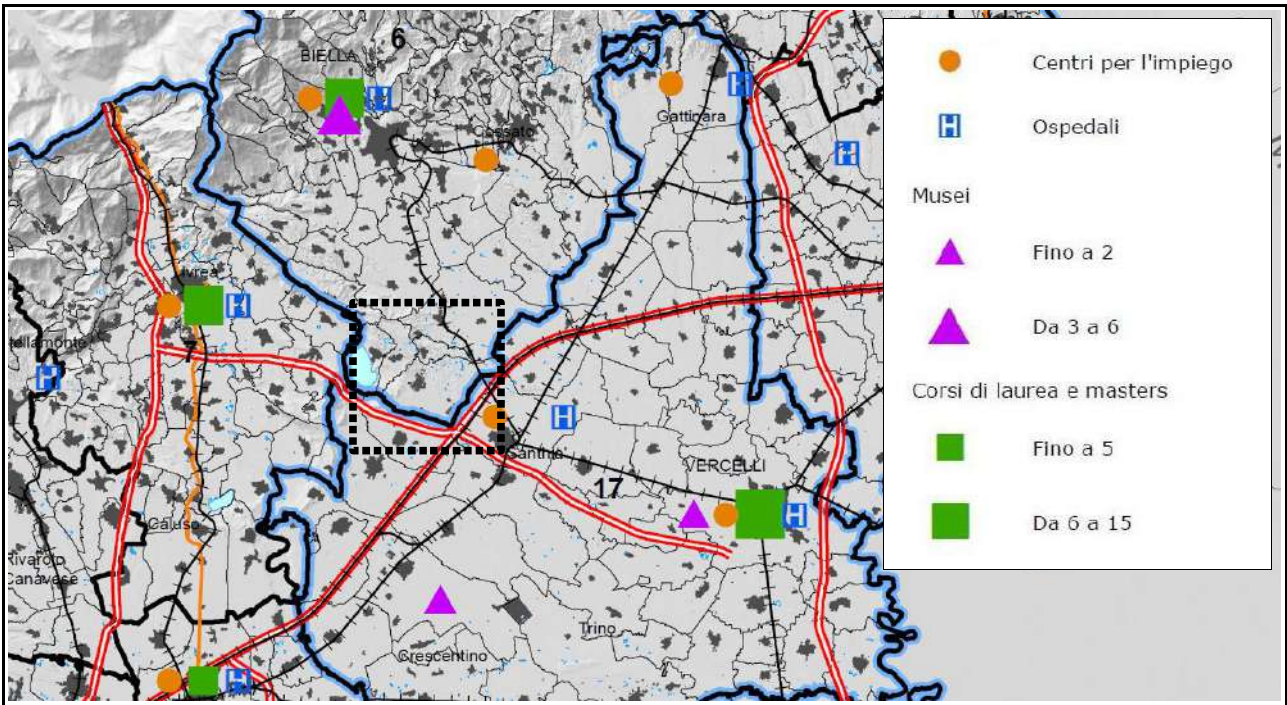 6
BIELLA
Cossato
Gattinara
Ivrea
7
Santhià
17
VERCELLI
Caluso
Rivarolo
Canavese
Trino
Crescentino
H
H
H
H
H
H
H
H
Centri per l'impiego
H
Ospedali
Musei
Fino a 2
Da 3 a 6
Corsi di laurea e masters
Fino a 5
Da 6 a 15